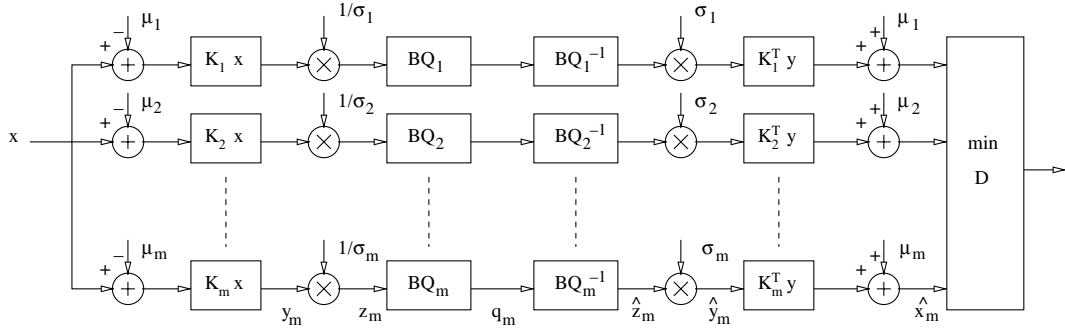 μ₁ 1/σ₁ σ₁ μ₁
+ − + K₁ x × BQ₁ BQ₁⁻¹ × K₁ᵀ y + + +
μ₂ 1/σ₂ σ₂ μ₂
x + − + K₂ x × BQ₂ BQ₂⁻¹ × K₂ᵀ y + + + min D
μₘ 1/σₘ σₘ μₘ
+ − + Kₘ x × BQₘ BQₘ⁻¹ × Kₘᵀ y + + +
yₘ zₘ qₘ ẑₘ ŷₘ x̂ₘ